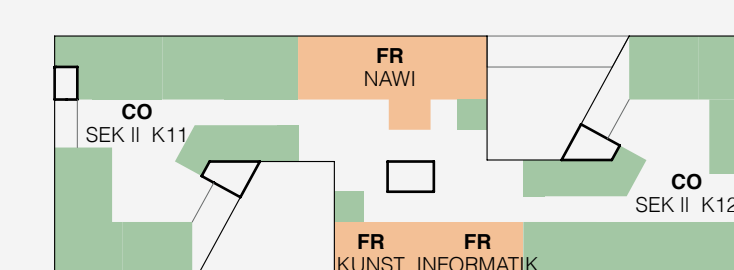 FR
NAWI
CO
SEK II K11
CO
SEK II K12
FR FR
KUNST INFORMATIK